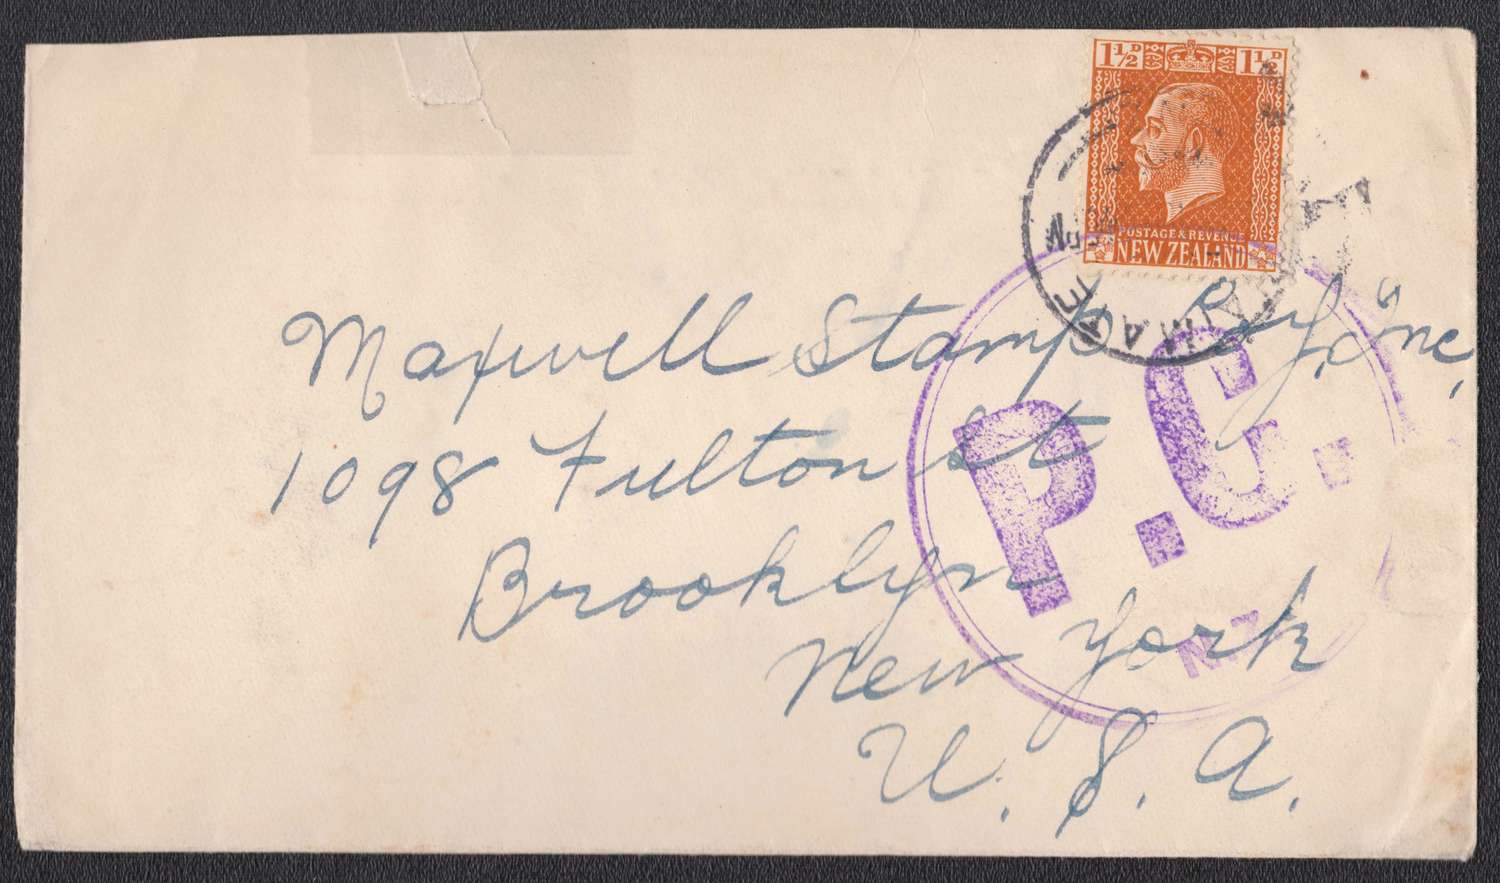 1½D 1½D
POSTAGE & REVENUE
NEW ZEALAND
Maxwell Stamp Co., Inc,
1098 Fulton St
Brooklyn
New York
U. S. A.
P.C.
N.Z.